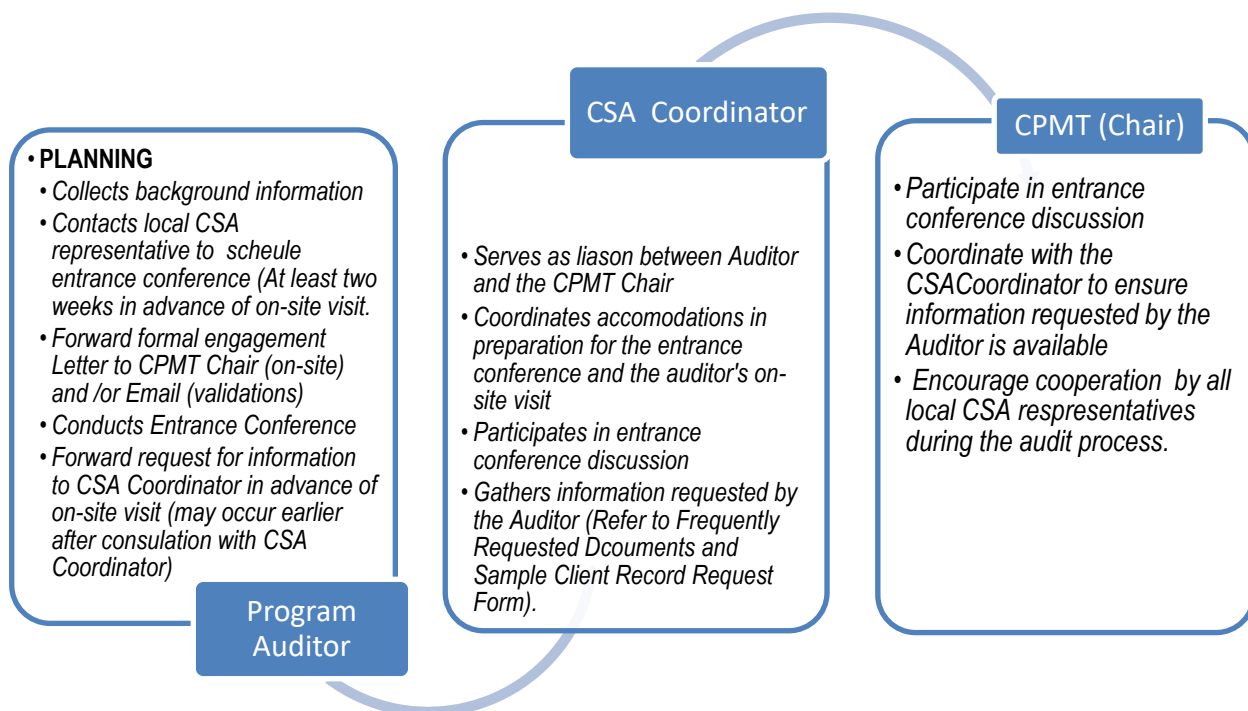 • PLANNING
• Collects background information
• Contacts local CSA
representative to scheule
entrance conference (At least two
weeks in advance of on-site visit.
• Forward formal engagement
Letter to CPMT Chair (on-site)
and /or Email (validations)
• Conducts Entrance Conference
• Forward request for information
to CSA Coordinator in advance of
on-site visit (may occur earlier
after consulation with CSA
Coordinator)
Program
Auditor
CSA Coordinator
• Serves as liason between Auditor
and the CPMT Chair
• Coordinates accomodations in
preparation for the entrance
conference and the auditor's on-
site visit
• Participates in entrance
conference discussion
• Gathers information requested by
the Auditor (Refer to Frequently
Requested Dcouments and
Sample Client Record Request
Form).
CPMT (Chair)
• Participate in entrance
conference discussion
• Coordinate with the
CSACoordinator to ensure
information requested by the
Auditor is available
• Encourage cooperation by all
local CSA respresentatives
during the audit process.